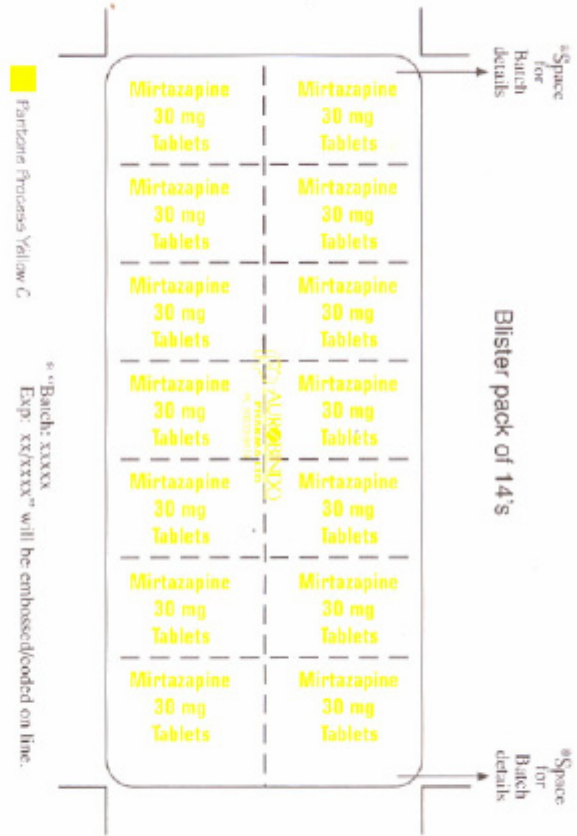 *Space
for
Batch
details
Mirtazapine
30 mg
Tablets
Mirtazapine
30 mg
Tablets
Mirtazapine
30 mg
Tablets
Mirtazapine
30 mg
Tablets
Mirtazapine
30 mg
Tablets
Mirtazapine
30 mg
Tablets
Mirtazapine
30 mg
Tablets
Mirtazapine
30 mg
Tablets
Mirtazapine
30 mg
Tablets
Mirtazapine
30 mg
Tablets
Mirtazapine
30 mg
Tablets
Mirtazapine
30 mg
Tablets
Mirtazapine
30 mg
Tablets
Mirtazapine
30 mg
Tablets
AUROBINDO
Blister pack of 14's
*Space
for
Batch
details
Pantone Process Yellow C
* "Batch: xxxxx
Exp: xx/xxxx" will be embossed/coded on line.